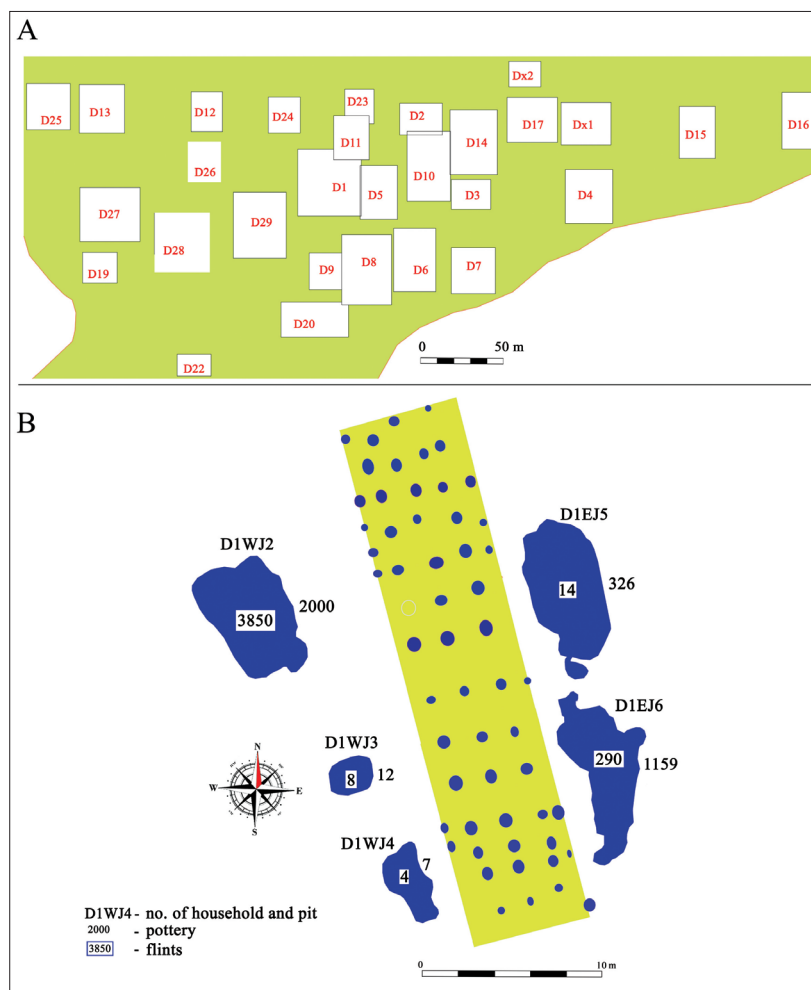 A
Dx2
D25
D13
D12
D24
D23
D2
D17
Dx1
D15
D16
D11
D14
D26
D1
D5
D10
D3
D4
D27
D28
D29
D19
D9
D8
D6
D7
D20
D22
0 50 m
B
D1EJ5
D1WJ2
14
326
3850
2000
D1EJ6
290
1159
D1WJ3
8
12
N
W
E
S
D1WJ4
7
4
D1WJ4 - no. of household and pit
2000 - pottery
3850 - flints
0 10 m